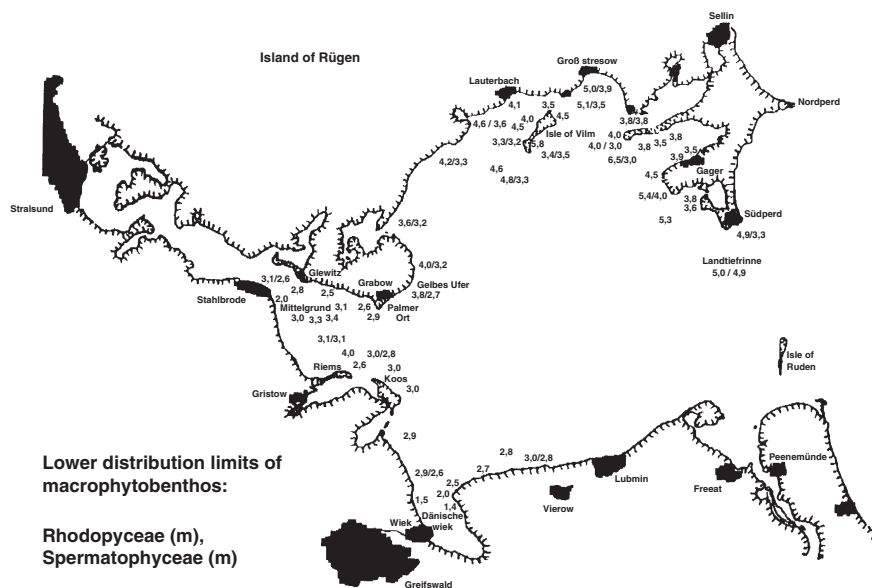 Sellin
Island of Rügen
Groß stresow
Lauterbach
5,0/3,9
4,1
3,5
5,1/3,5
Nordperd
4,0
4,5
3,8/3,8
4,6 / 3,6
4,5
Isle of Vilm
4,0
3,8
3,3/3,2
5,8
4,0 / 3,0
3,8
3,5
3,4/3,5
6,5/3,0
3,5
3,9
4,2/3,3
4,6
Gager
4,8/3,3
4,5
5,4/4,0
3,8
3,6
Stralsund
5,3
Südperd
3,6/3,2
4,9/3,3
Landtiefrinne
5,0 / 4,9
4,0/3,2
3,1/2,6
Glewitz
Grabow
Gelbes Ufer
Stahlbrode
2,8
2,5
3,8/2,7
2,0
Mittelgrund
3,1
2,6
Palmer
Ort
3,0
3,3
3,4
2,9
3,1/3,1
4,0
3,0/2,8
Isle of
Ruden
Riems
2,6
3,0
Koos
Gristow
3,0
2,9
2,8
3,0/2,8
Lower distribution limits of
macrophytobenthos:
2,9/2,6
2,7
Peenemünde
2,5
Lubmin
Freeat
1,5
2,0
1,4
Vierow
Rhodopyceae (m),
Spermatophyceae (m)
Wiek
Dänische
wiek
Greifswald